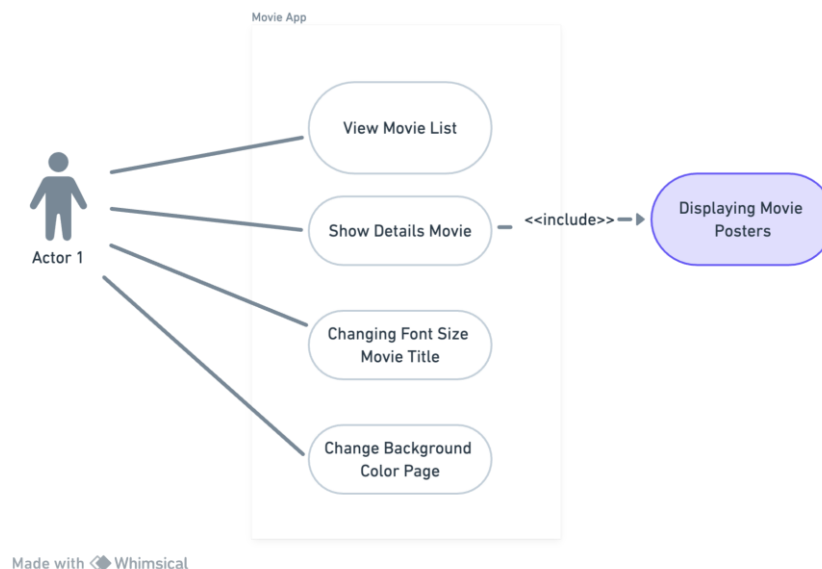 Movie App
View Movie List
Show Details Movie
<<include>>
Displaying Movie
Posters
Actor 1
Changing Font Size
Movie Title
Change Background
Color Page
Made with Whimsical